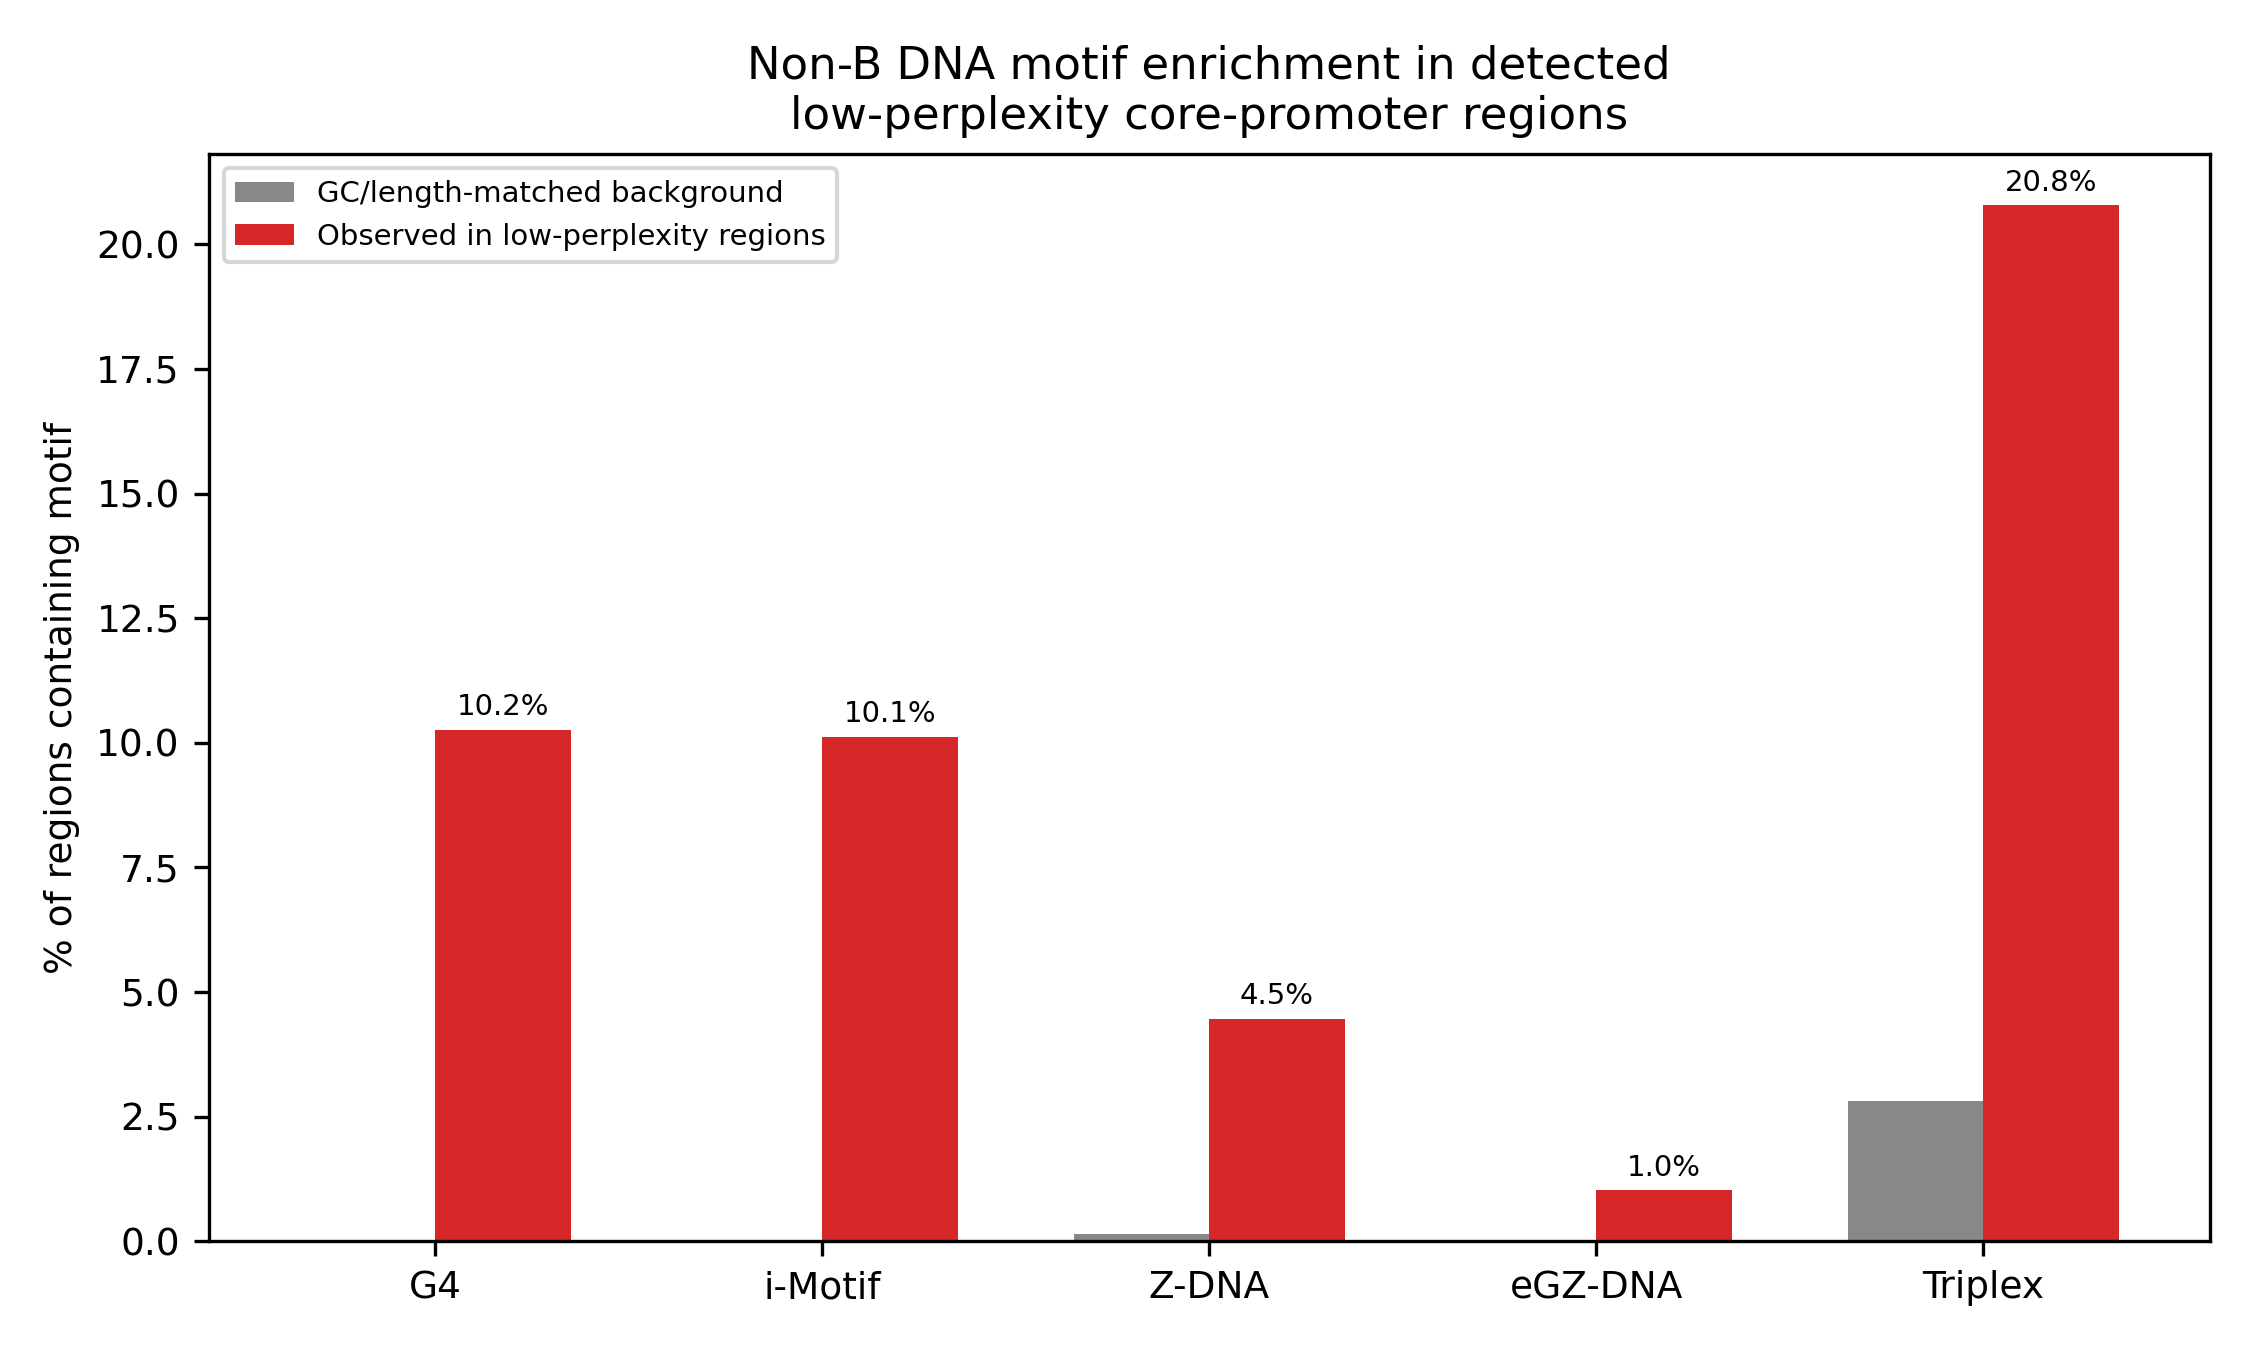 Non-B DNA motif enrichment in detected
low-perplexity core-promoter regions
GC/length-matched background
Observed in low-perplexity regions
% of regions containing motif
20.0
17.5
15.0
12.5
10.0
7.5
5.0
2.5
0.0
10.2%
10.1%
4.5%
1.0%
20.8%
G4
i-Motif
Z-DNA
eGZ-DNA
Triplex